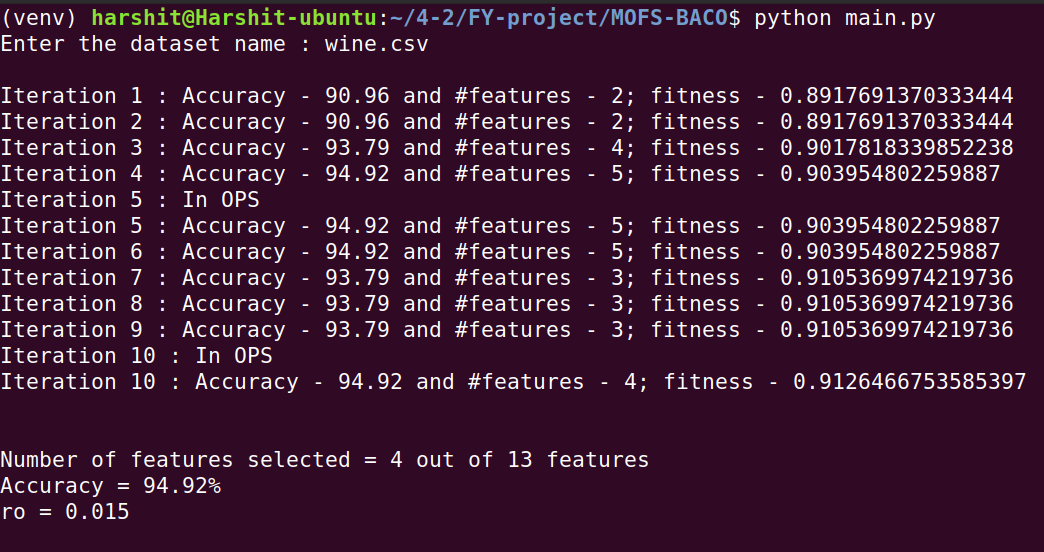 (venv) harshit@Harshit-ubuntu:~/4-2/FY-project/MOFS-BACO$ python main.py
Enter the dataset name : wine.csv
Iteration 1 : Accuracy - 90.96 and #features - 2; fitness - 0.8917691370333444
Iteration 2 : Accuracy - 90.96 and #features - 2; fitness - 0.8917691370333444
Iteration 3 : Accuracy - 93.79 and #features - 4; fitness - 0.9017818339852238
Iteration 4 : Accuracy - 94.92 and #features - 5; fitness - 0.903954802259887
Iteration 5 : In OPS
Iteration 5 : Accuracy - 94.92 and #features - 5; fitness - 0.903954802259887
Iteration 6 : Accuracy - 94.92 and #features - 5; fitness - 0.903954802259887
Iteration 7 : Accuracy - 93.79 and #features - 3; fitness - 0.9105369974219736
Iteration 8 : Accuracy - 93.79 and #features - 3; fitness - 0.9105369974219736
Iteration 9 : Accuracy - 93.79 and #features - 3; fitness - 0.9105369974219736
Iteration 10 : In OPS
Iteration 10 : Accuracy - 94.92 and #features - 4; fitness - 0.9126466753585397
Number of features selected = 4 out of 13 features
Accuracy = 94.92%
ro = 0.015